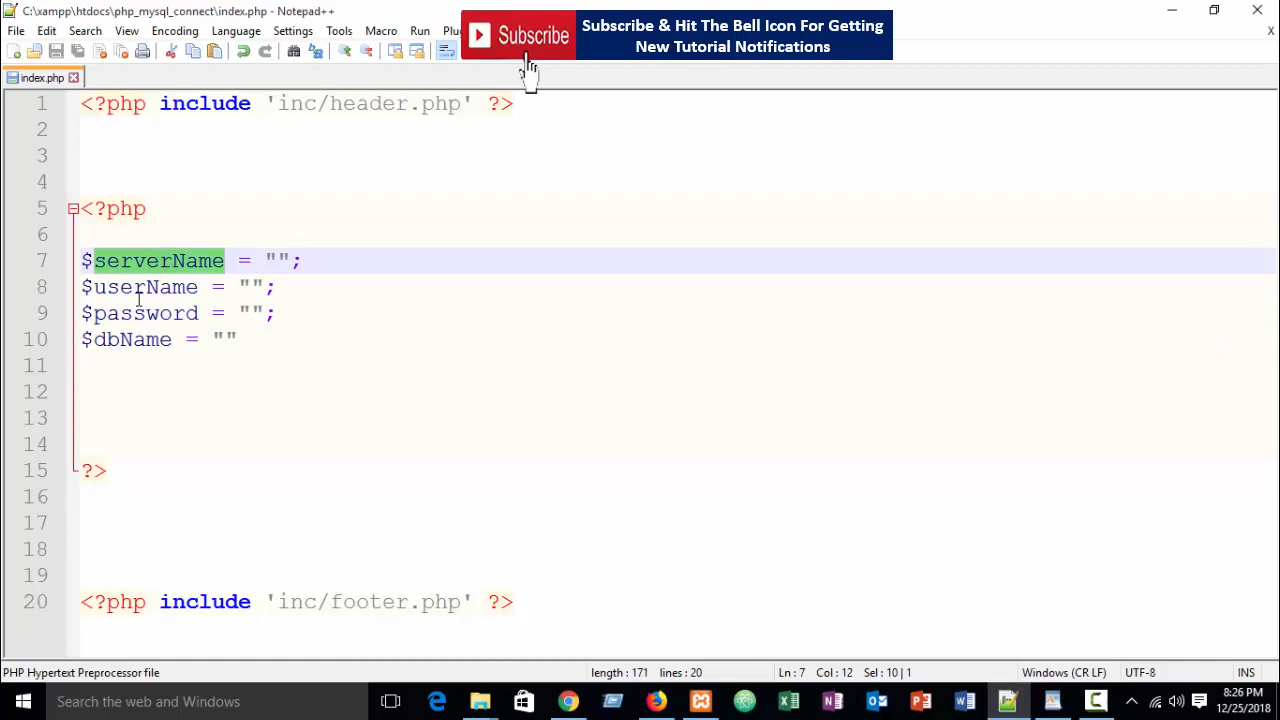 C:\xampp\htdocs\php_mysql_connect\index.php - Notepad++
File Edit Search View Encoding Language Settings Tools Macro Run
Subscribe
Subscribe & Hit The Bell Icon For Getting
New Tutorial Notifications
X
index.php
1 <?php include 'inc/header.php' ?>
2
3
4
5 <?php
6
7 $serverName = "";
8 $userName = "";
9 $password = "";
10 $dbName = ""
11
12
13
14
15 ?>
16
17
18
19
20 <?php include 'inc/footer.php' ?>
PHP Hypertext Preprocessor file length : 171 lines : 20 Ln : 7 Col : 12 Sel : 10 | 1 Windows (CR LF) UTF-8 INS
Search the web and Windows
8:26 PM
12/25/2018